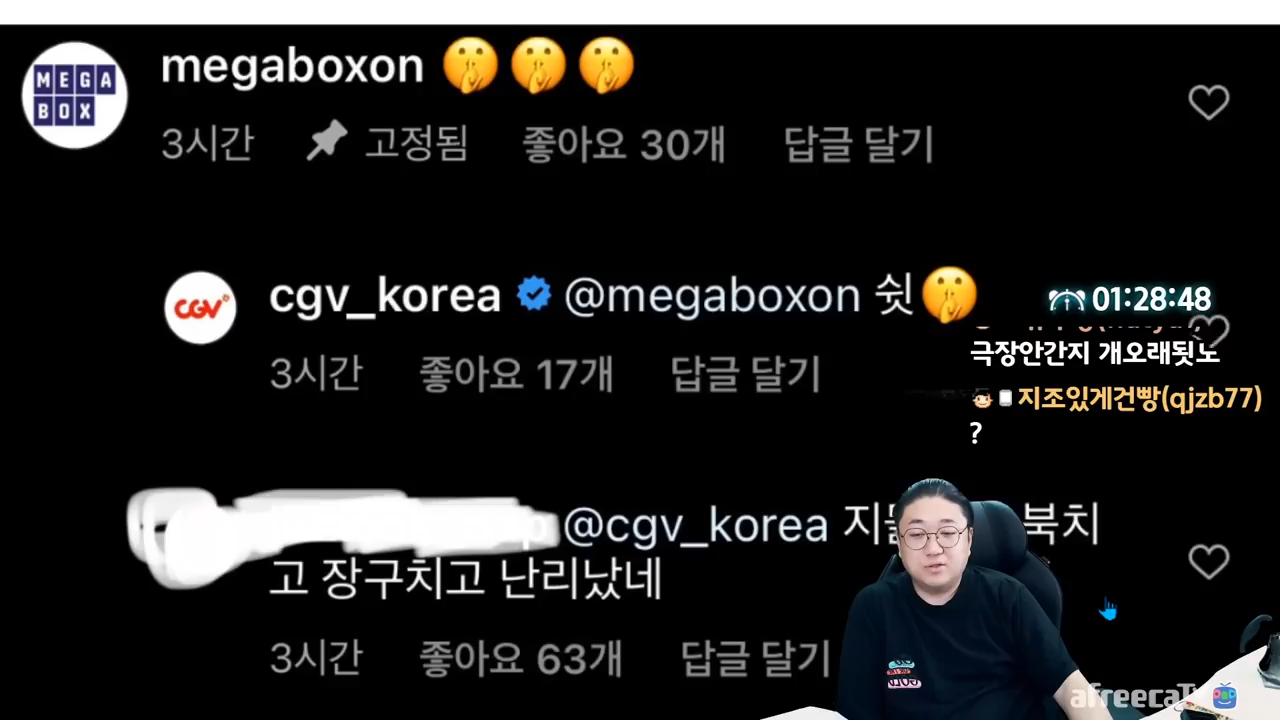 MEGA
BOX
megaboxon 🤫🤫🤫
3시간 고정됨 좋아요 30개 답글 달기
CGV
cgv_korea @megaboxon 쉿🤫
3시간 좋아요 17개 답글 달기
01:28:48
극장안간지 개오래됫노
지조있게건빵(qjzb77)
?
@cgv_korea 북치
고 장구치고 난리났네
3시간 좋아요 63개 답글 달기
afreecaTV